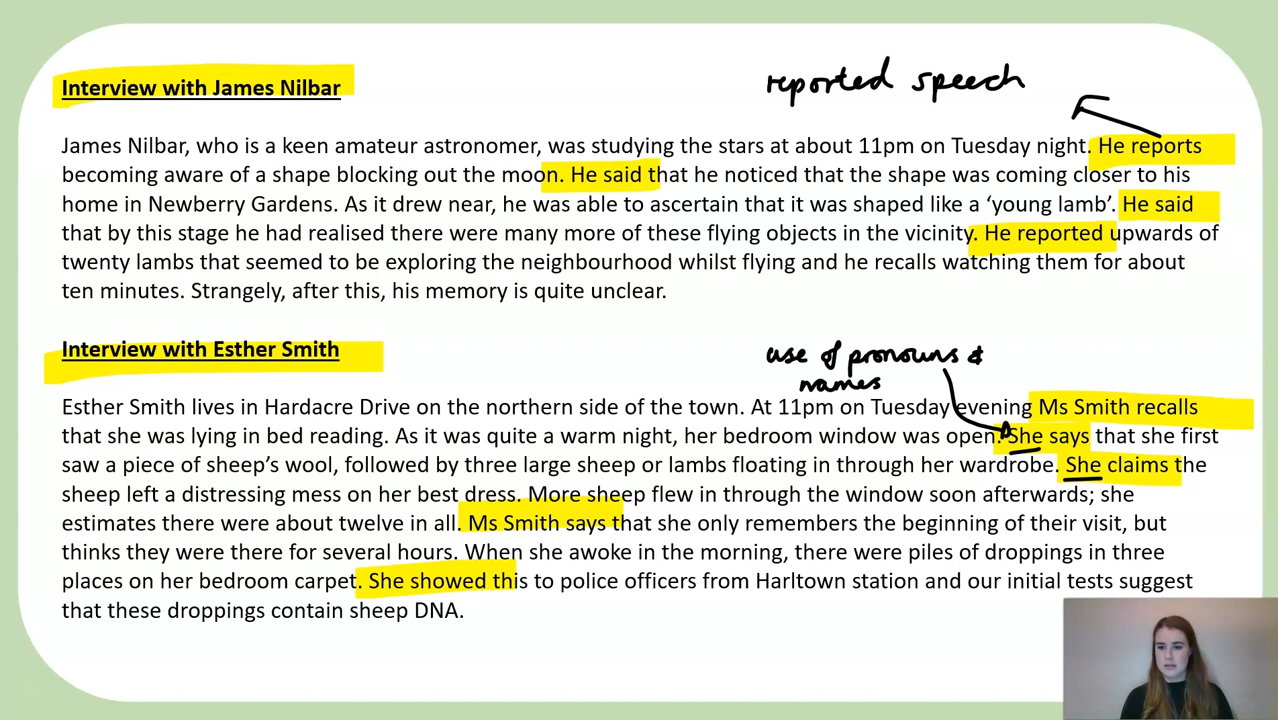 Interview with James Nilbar
reported speech
James Nilbar, who is a keen amateur astronomer, was studying the stars at about 11pm on Tuesday night. He reports
becoming aware of a shape blocking out the moon. He said that he noticed that the shape was coming closer to his
home in Newberry Gardens. As it drew near, he was able to ascertain that it was shaped like a ‘young lamb’. He said
that by this stage he had realised there were many more of these flying objects in the vicinity. He reported upwards of
twenty lambs that seemed to be exploring the neighbourhood whilst flying and he recalls watching them for about
ten minutes. Strangely, after this, his memory is quite unclear.
Interview with Esther Smith
use of pronouns &
names
Esther Smith lives in Hardacre Drive on the northern side of the town. At 11pm on Tuesday evening Ms Smith recalls
that she was lying in bed reading. As it was quite a warm night, her bedroom window was open. She says that she first
saw a piece of sheep’s wool, followed by three large sheep or lambs floating in through her wardrobe. She claims the
sheep left a distressing mess on her best dress. More sheep flew in through the window soon afterwards; she
estimates there were about twelve in all. Ms Smith says that she only remembers the beginning of their visit, but
thinks they were there for several hours. When she awoke in the morning, there were piles of droppings in three
places on her bedroom carpet. She showed this to police officers from Harltown station and our initial tests suggest
that these droppings contain sheep DNA.